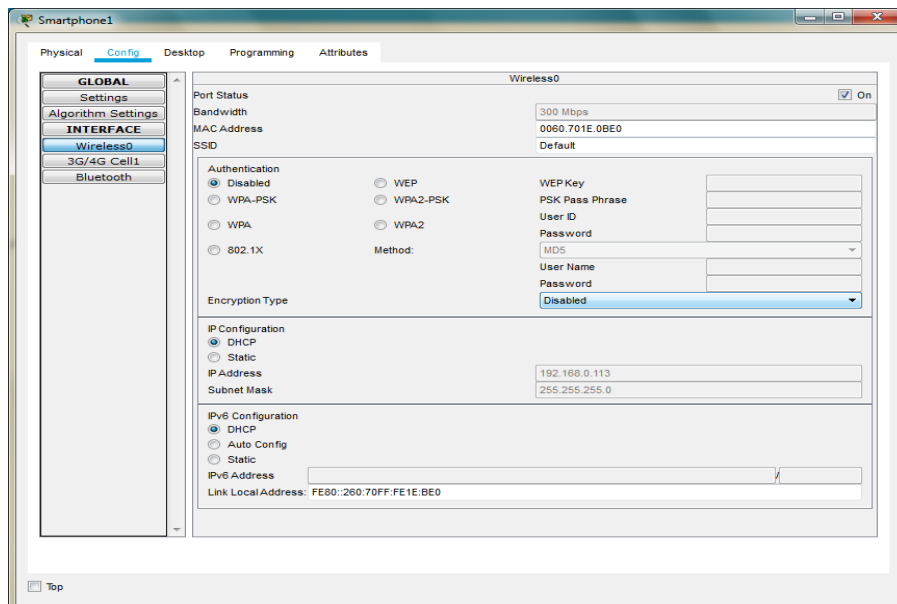 Smartphone1
Physical Config Desktop Programming Attributes
GLOBAL
Settings
Algorithm Settings
INTERFACE
Wireless0
3G/4G Cell1
Bluetooth
Wireless0
Port Status On
Bandwidth 300 Mbps
MAC Address 0060.701E.0BE0
SSID Default
Authentication
Disabled WEP WEP Key
WPA-PSK WPA2-PSK PSK Pass Phrase
User ID
WPA WPA2
Password
802.1X Method: MD5
User Name
Password
Encryption Type Disabled
IP Configuration
DHCP
Static
IP Address 192.168.0.113
Subnet Mask 255.255.255.0
IPv6 Configuration
DHCP
Auto Config
Static
IPv6 Address /
Link Local Address: FE80::260:70FF:FE1E:BE0
Top